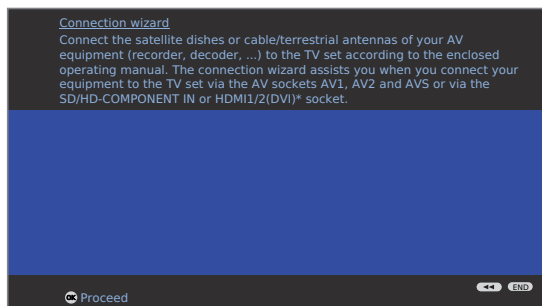 Connection wizard
Connect the satellite dishes or cable/terrestrial antennas of your AV
equipment (recorder, decoder, ...) to the TV set according to the enclosed
operating manual. The connection wizard assists you when you connect your
equipment to the TV set via the AV sockets AV1, AV2 and AVS or via the
SD/HD-COMPONENT IN or HDMI1/2(DVI)* socket.
END
OK Proceed